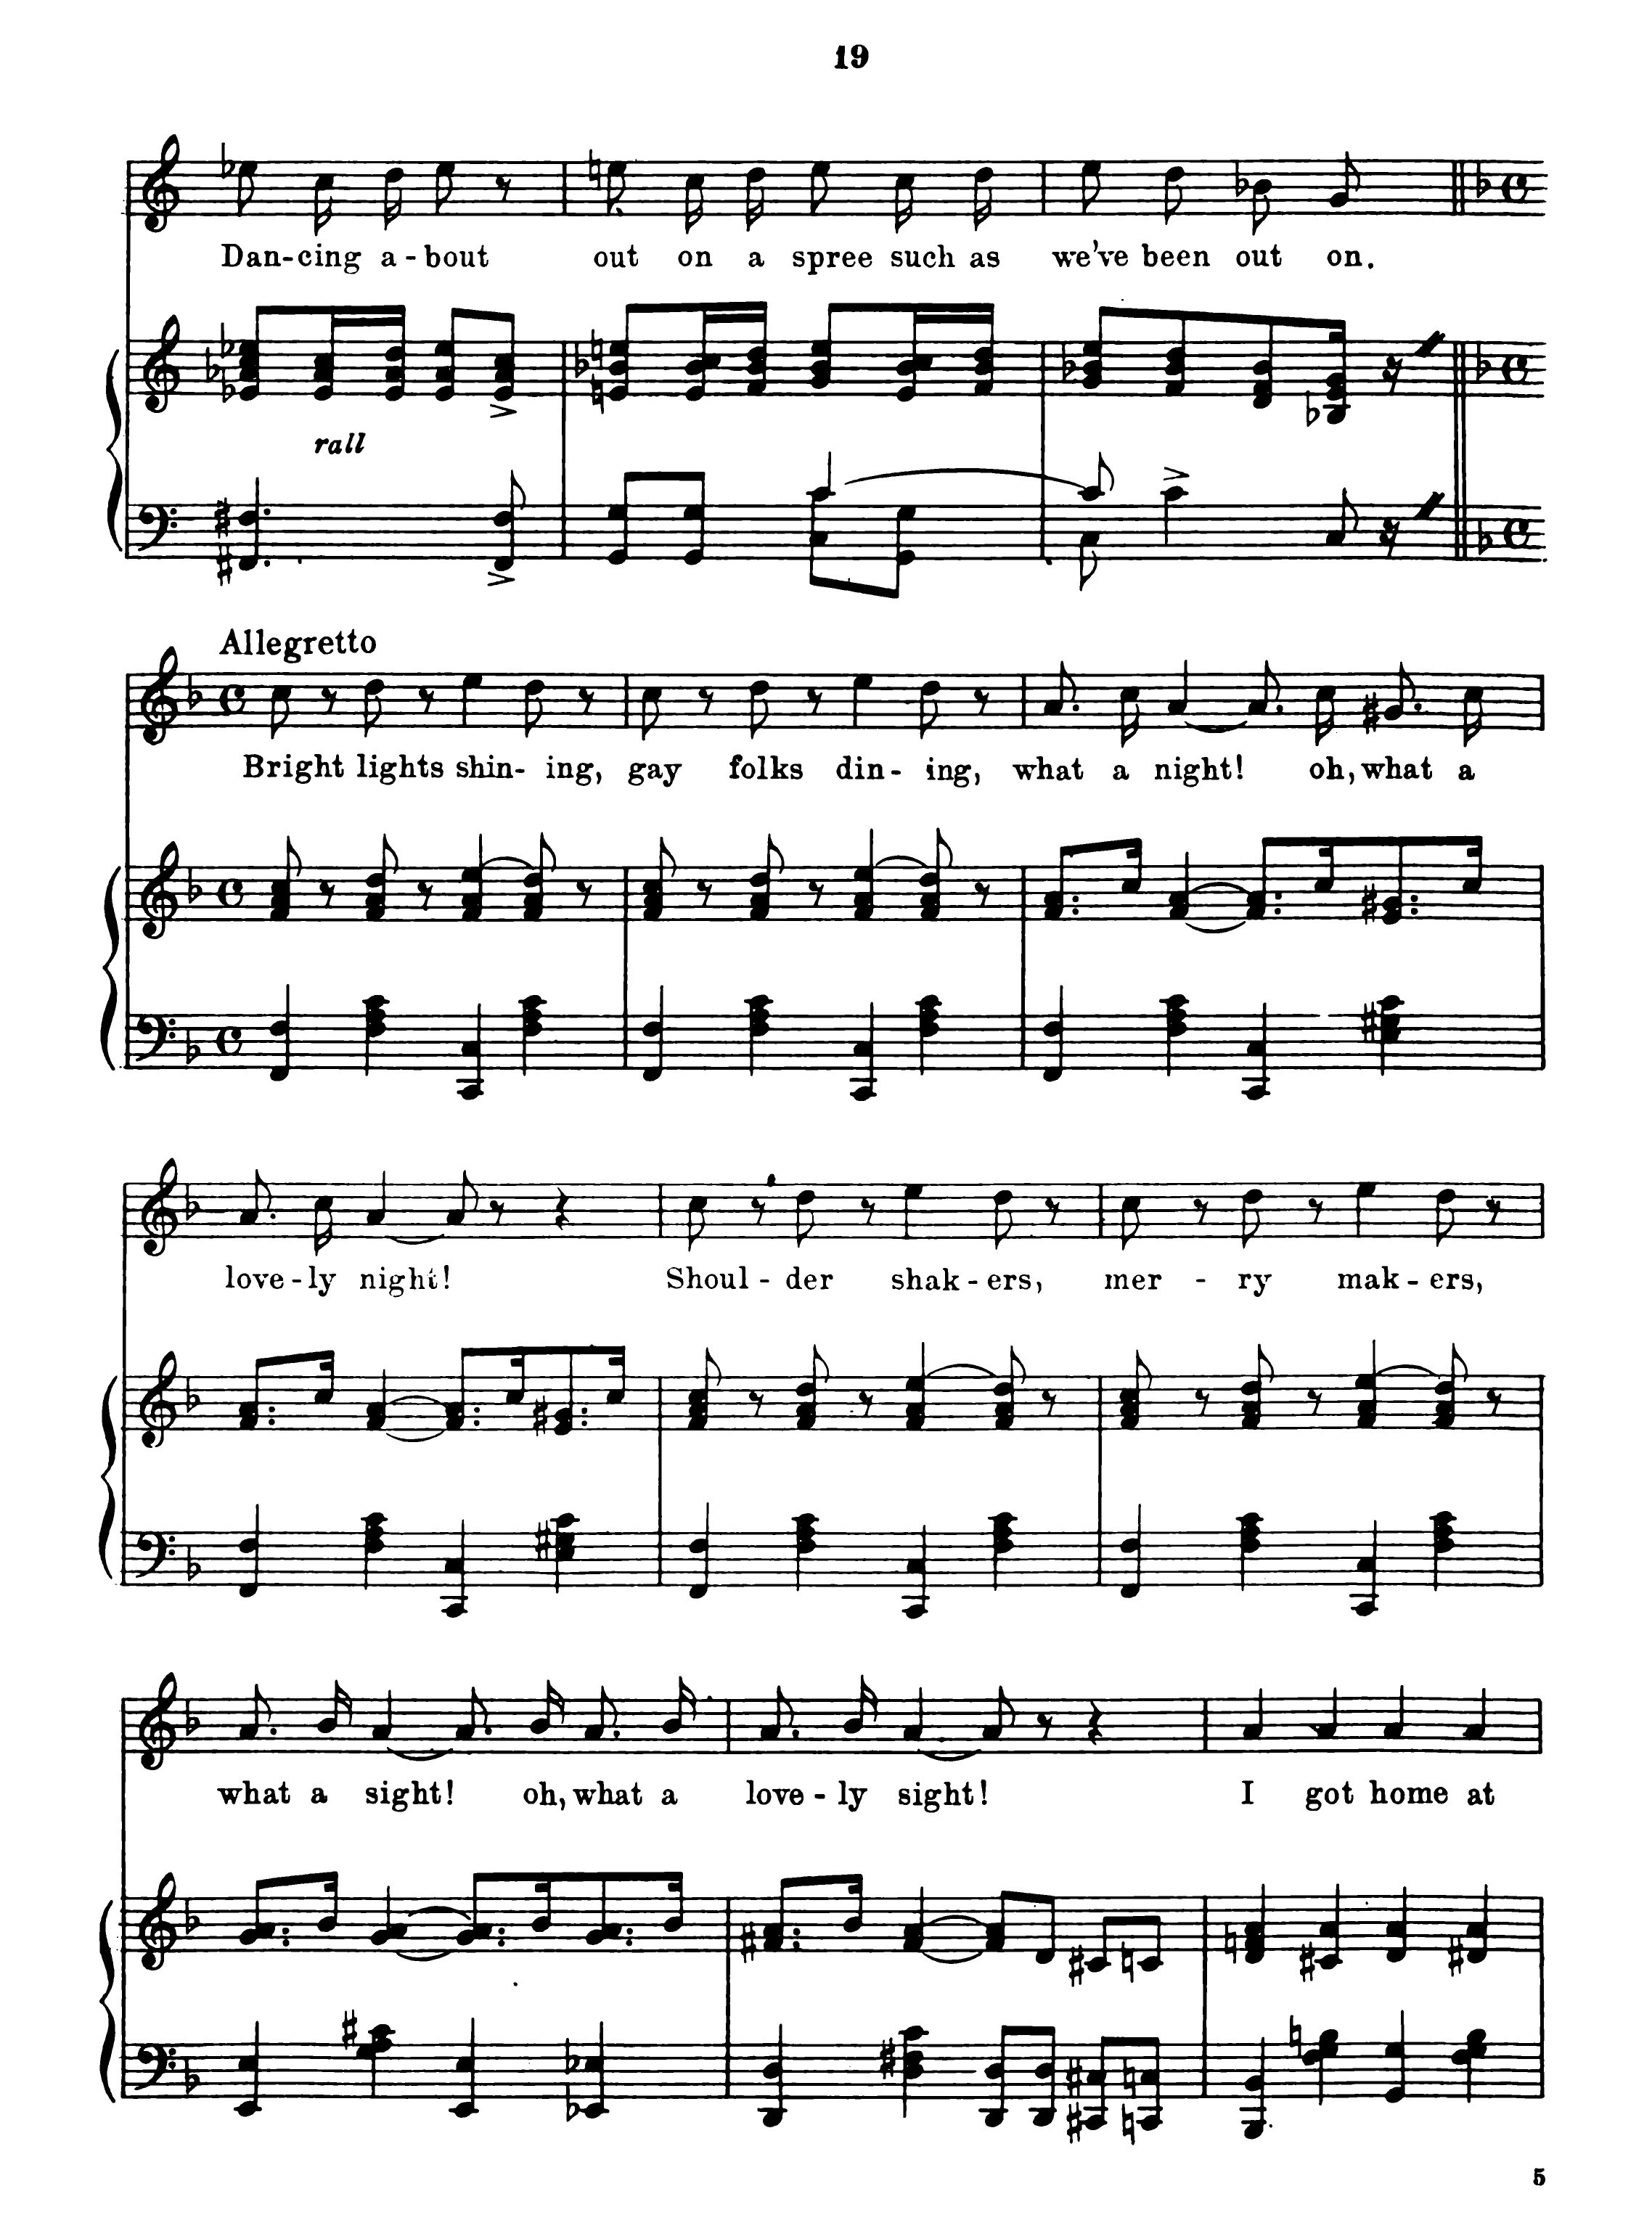 19
Dan-cing a-bout out on a spree such as we've been out on.
rall
Allegretto
Bright lights shin-ing, gay folks din-ing, what a night! oh, what a
love-ly night! Shoul-der shak-ers, mer-ry mak-ers,
what a sight! oh, what a love-ly sight! I got home at
5